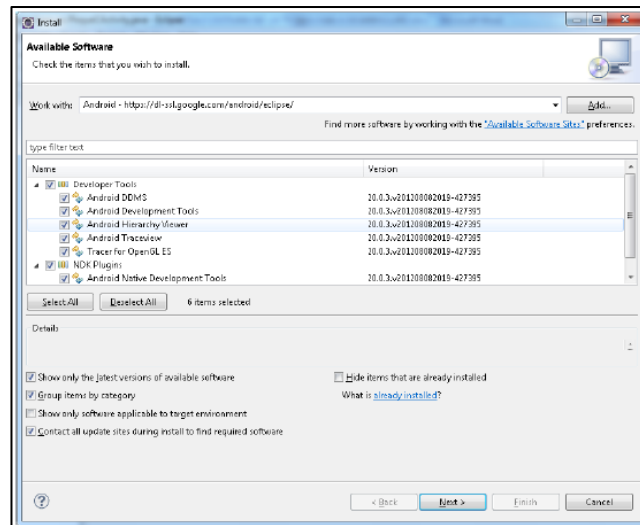 Install
Available Software
Check the items that you wish to install.
Work with: Android - https://dl-ssl.google.com/android/eclipse/ Add...
Find more software by working with the "Available Software Sites" preferences.
type filter text
Name Version
Developer Tools
Android DDMS 20.0.3.v201208082019-427395
Android Development Tools 20.0.3.v201208082019-427395
Android Hierarchy Viewer 20.0.3.v201208082019-427395
Android Traceview 20.0.3.v201208082019-427395
Tracer for OpenGL ES 20.0.3.v201208082019-427395
NDK Plugins
Android Native Development Tools 20.0.3.v201208082019-427395
Select All Deselect All 6 items selected
Details
Show only the latest versions of available software Hide items that are already installed
Group items by category What is already installed?
Show only software applicable to target environment
Contact all update sites during install to find required software
? < Back Next > Finish Cancel